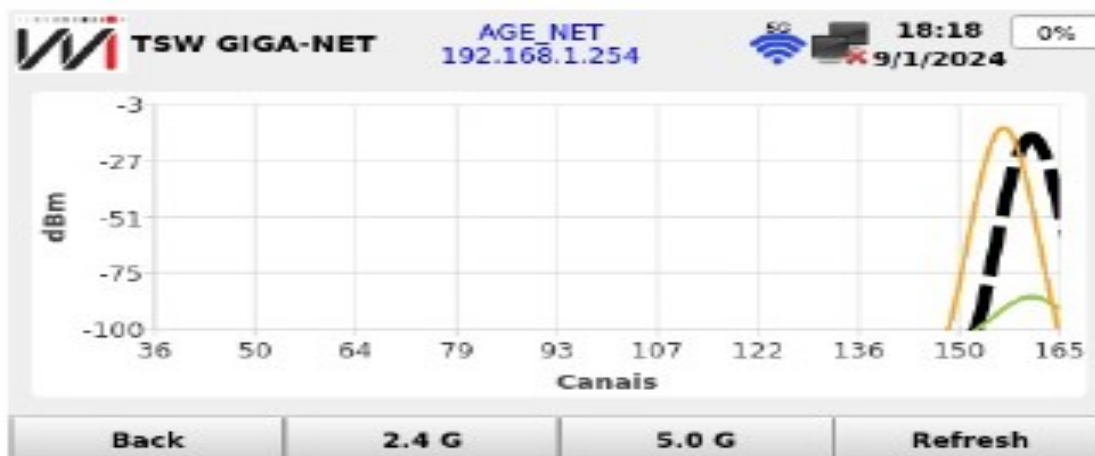 TSW GIGA-NET
AGE_NET
192.168.1.254
5G
18:18
9/1/2024
0%
-3
-27
-51
-75
-100
dBm
36 50 64 79 93 107 122 136 150 165
Canais
Back 2.4 G 5.0 G Refresh